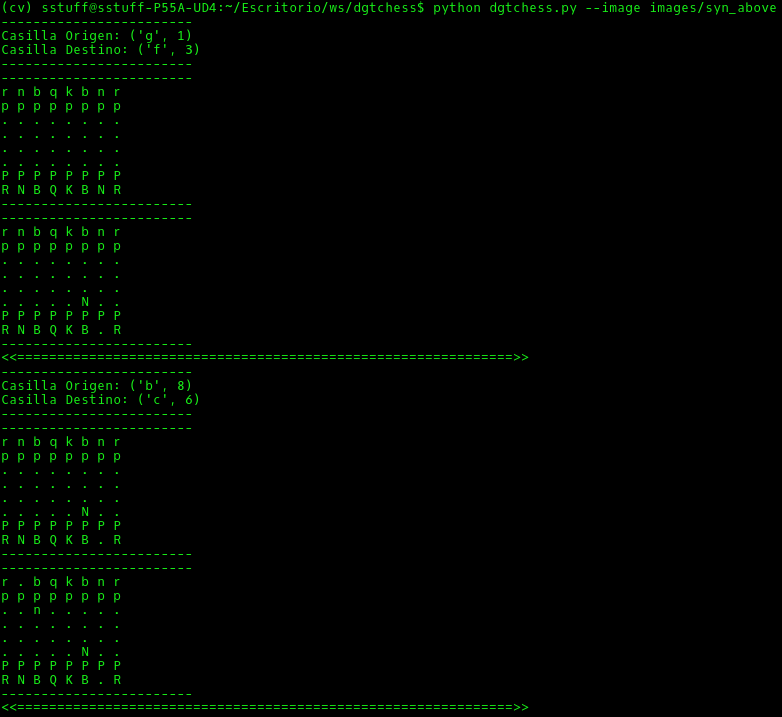 (cv) sstuff@sstuff-P55A-UD4:~/Escritorio/ws/dgtchess$ python dgtchess.py --image images/syn_above
------------------------
Casilla Origen: ('g', 1)
Casilla Destino: ('f', 3)
------------------------
------------------------
r n b q k b n r
p p p p p p p p
. . . . . . . .
. . . . . . . .
. . . . . . . .
. . . . . . . .
P P P P P P P P
R N B Q K B N R
------------------------
------------------------
r n b q k b n r
p p p p p p p p
. . . . . . . .
. . . . . . . .
. . . . . . . .
. . . . . N . .
P P P P P P P P
R N B Q K B . R
------------------------
<<==============================================================>>
------------------------
Casilla Origen: ('b', 8)
Casilla Destino: ('c', 6)
------------------------
------------------------
r n b q k b n r
p p p p p p p p
. . . . . . . .
. . . . . . . .
. . . . . . . .
. . . . . N . .
P P P P P P P P
R N B Q K B . R
------------------------
------------------------
r . b q k b n r
p p p p p p p p
. . n . . . . .
. . . . . . . .
. . . . . . . .
. . . . . N . .
P P P P P P P P
R N B Q K B . R
------------------------
<<==============================================================>>